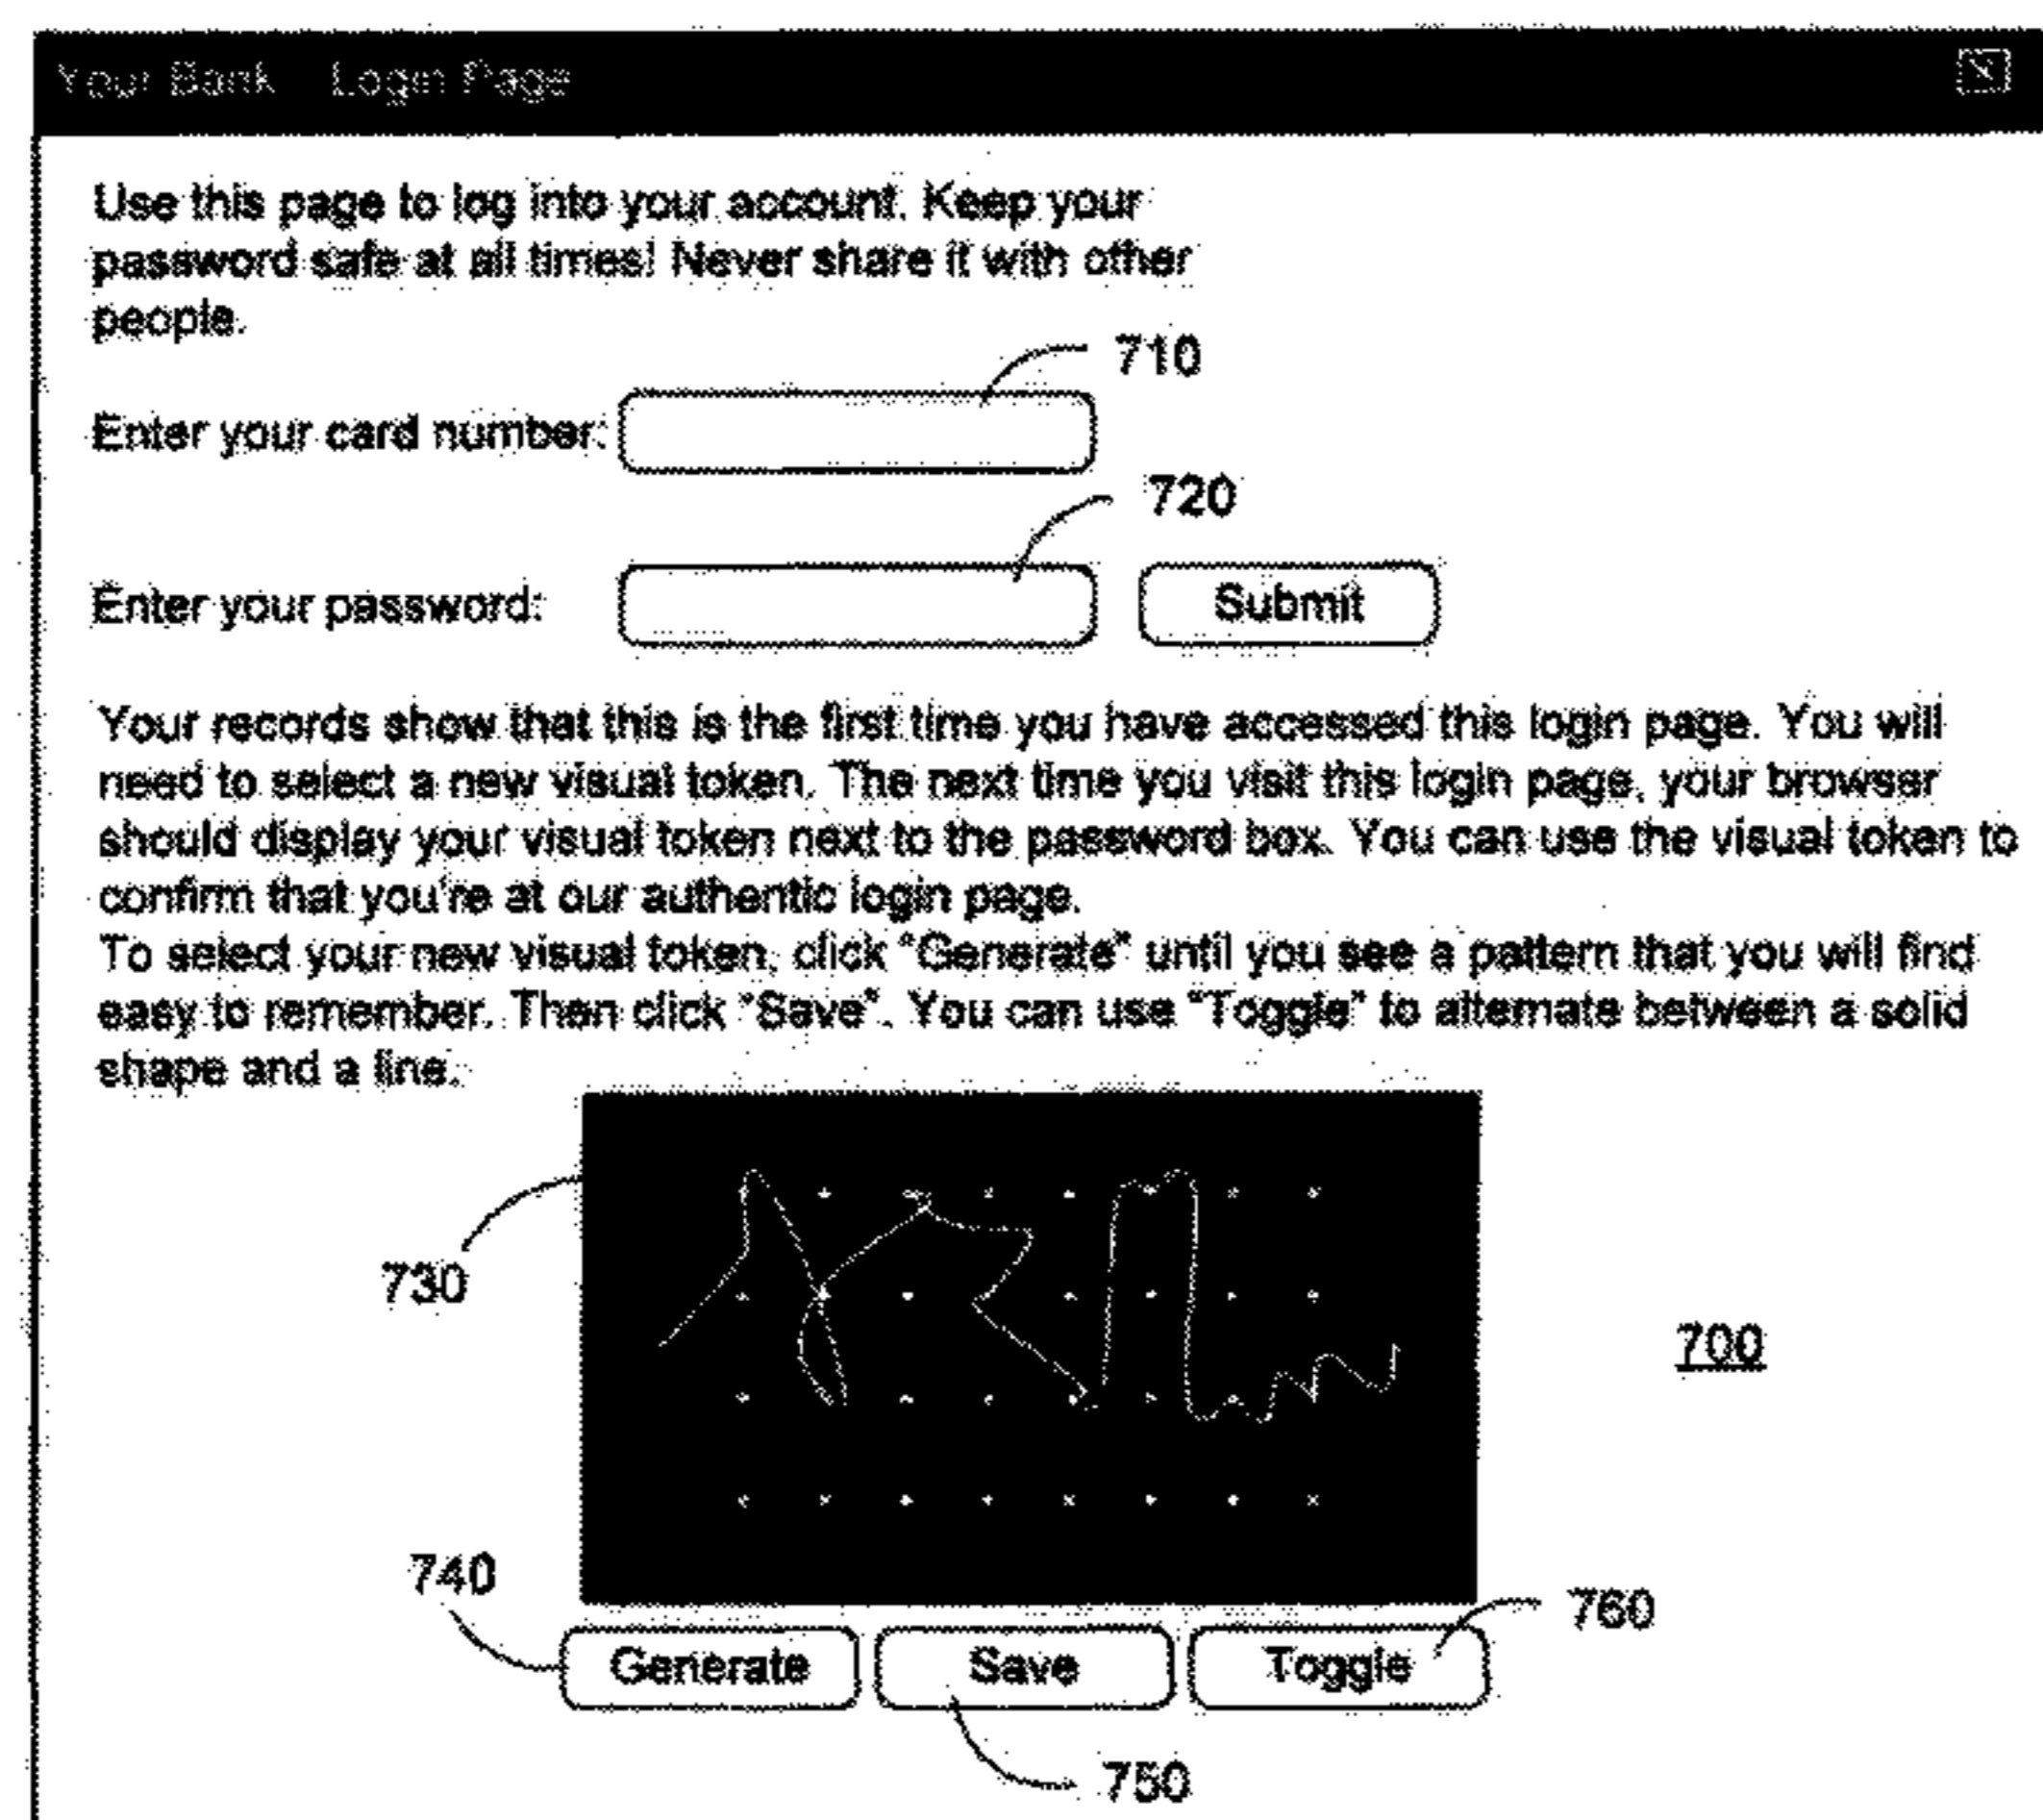 Your Bank   Login Page
Use this page to log into your account. Keep your
password safe at all times! Never share it with other
people.
710
Enter your card number:
720
Enter your password:   Submit
Your records show that this is the first time you have accessed this login page. You will
need to select a new visual token. The next time you visit this login page, your browser
should display your visual token next to the password box. You can use the visual token to
confirm that you're at our authentic login page.
To select your new visual token, click "Generate" until you see a pattern that you will find
easy to remember. Then click "Save". You can use "Toggle" to alternate between a solid
shape and a line.
730
700
740
760
Generate   Save   Toggle
750